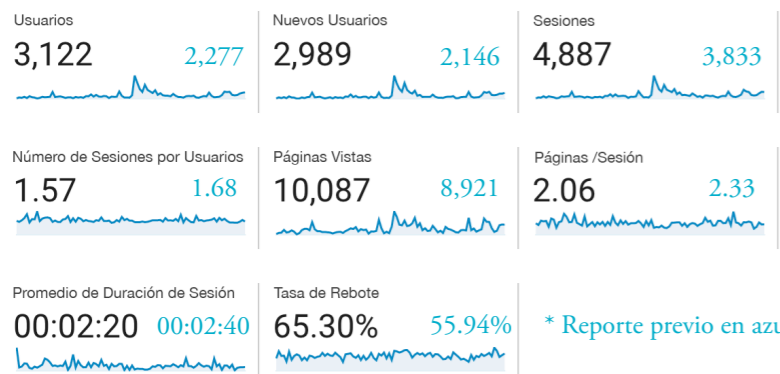 Usuarios
3,122 2,277
Nuevos Usuarios
2,989 2,146
Sesiones
4,887 3,833
Número de Sesiones por Usuarios
1.57 1.68
Páginas Vistas
10,087 8,921
Páginas /Sesión
2.06 2.33
Promedio de Duración de Sesión
00:02:20 00:02:40
Tasa de Rebote
65.30% 55.94%
* Reporte previo en azu